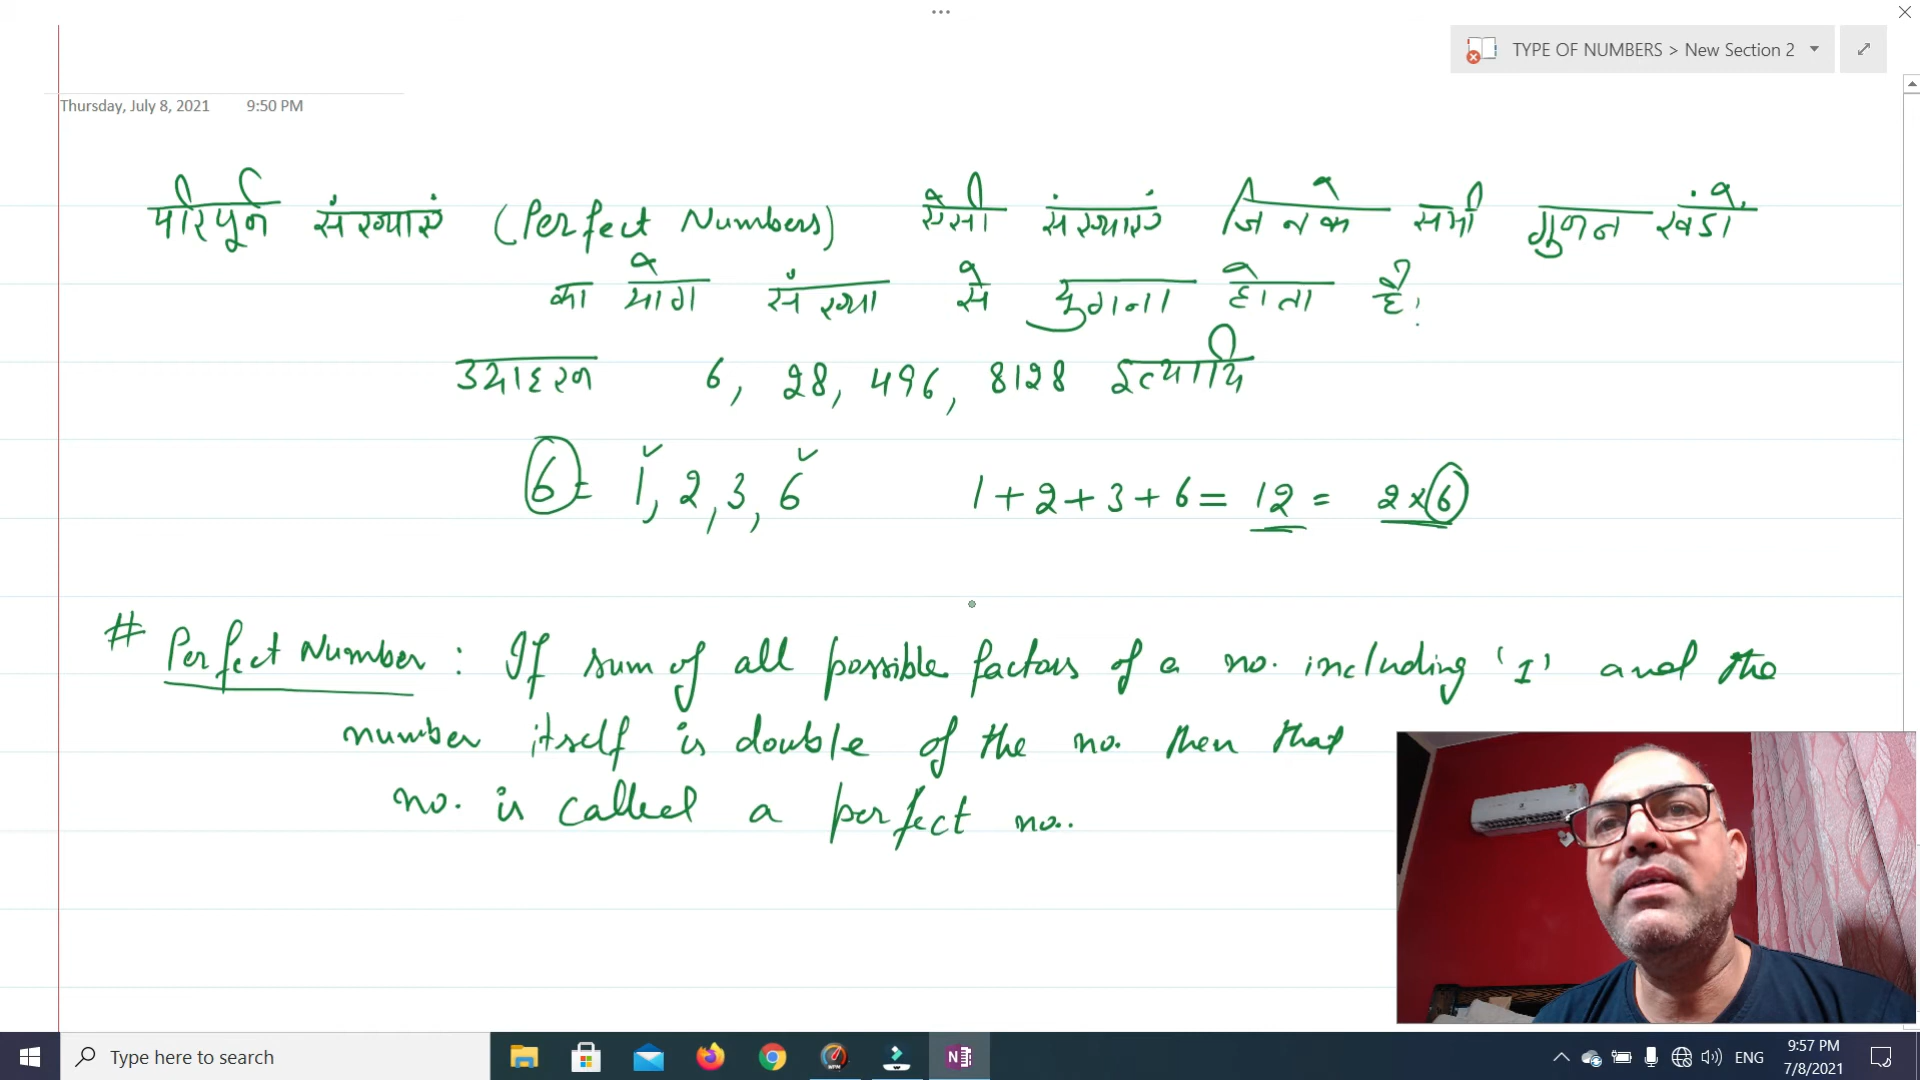 TYPE OF NUMBERS > New Section 2
Thursday, July 8, 2021 9:50 PM
परिपूर्न संख्याएं (Perfect Numbers) ऐसी संख्याएं जिनके सभी गुणन खंडों
का योग संख्या से दुगना होता है।
उदाहरन 6, 28, 496, 8128 इत्यादि
6 = 1, 2, 3, 6 1+2+3+6 = 12 = 2×6
# Perfect Number : If sum of all possible factors of a no. including '1' and the
number itself is double of the no. then that
no. is called a perfect no..
Type here to search
ENG
9:57 PM
7/8/2021